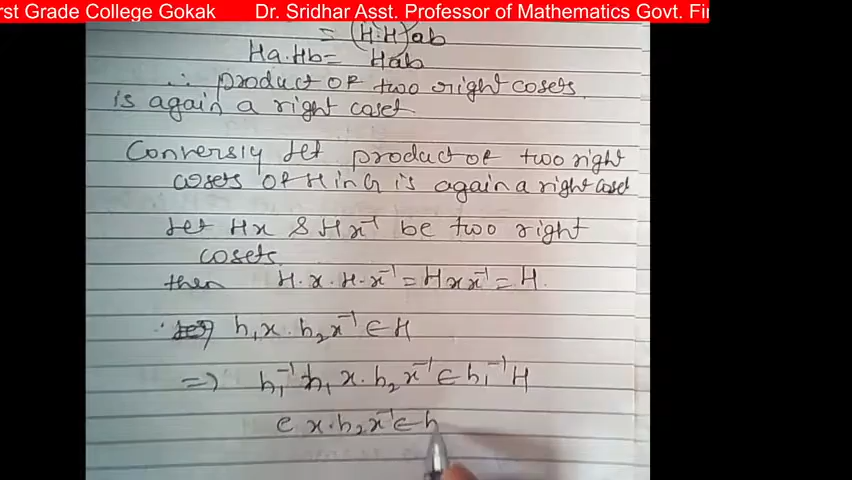 rst Grade College Gokak Dr. Sridhar Asst. Professor of Mathematics Govt. Fi
= (H·H)ab
Ha.Hb= Hab
∴ product of two right cosets
is again a right coset
Conversly let product of two right
cosets of H in G is again a right coset
let Hx & Hx⁻¹ be two right
cosets
then H·x·H·x⁻¹ = Hxx⁻¹ = H.
h₁x·h₂x⁻¹ ∈ H
=> h₁⁻¹h₁x·h₂x⁻¹ ∈ h₁⁻¹H
e x·h₂x⁻¹ ∈ h